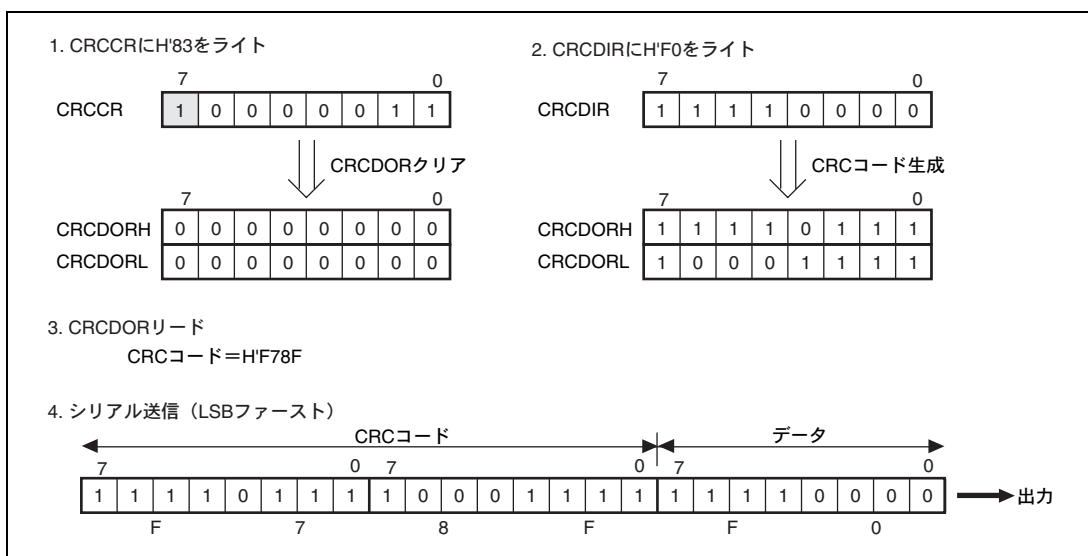 1. CRCCRにH'83をライト
7 0
CRCCR 1 0 0 0 0 0 1 1
CRCDORクリア
7 0
CRCDORH 0 0 0 0 0 0 0 0
CRCDORL 0 0 0 0 0 0 0 0
2. CRCDIRにH'F0をライト
7 0
CRCDIR 1 1 1 1 0 0 0 0
CRCコード生成
7 0
CRCDORH 1 1 1 1 0 1 1 1
CRCDORL 1 0 0 0 1 1 1 1
3. CRCDORリード
CRCコード＝H'F78F
4. シリアル送信（LSBファースト）
CRCコード データ
7 0 7 0 7 0
1 1 1 1 0 1 1 1 1 0 0 0 1 1 1 1 1 1 1 1 0 0 0 0 出力
F 7 8 F F 0